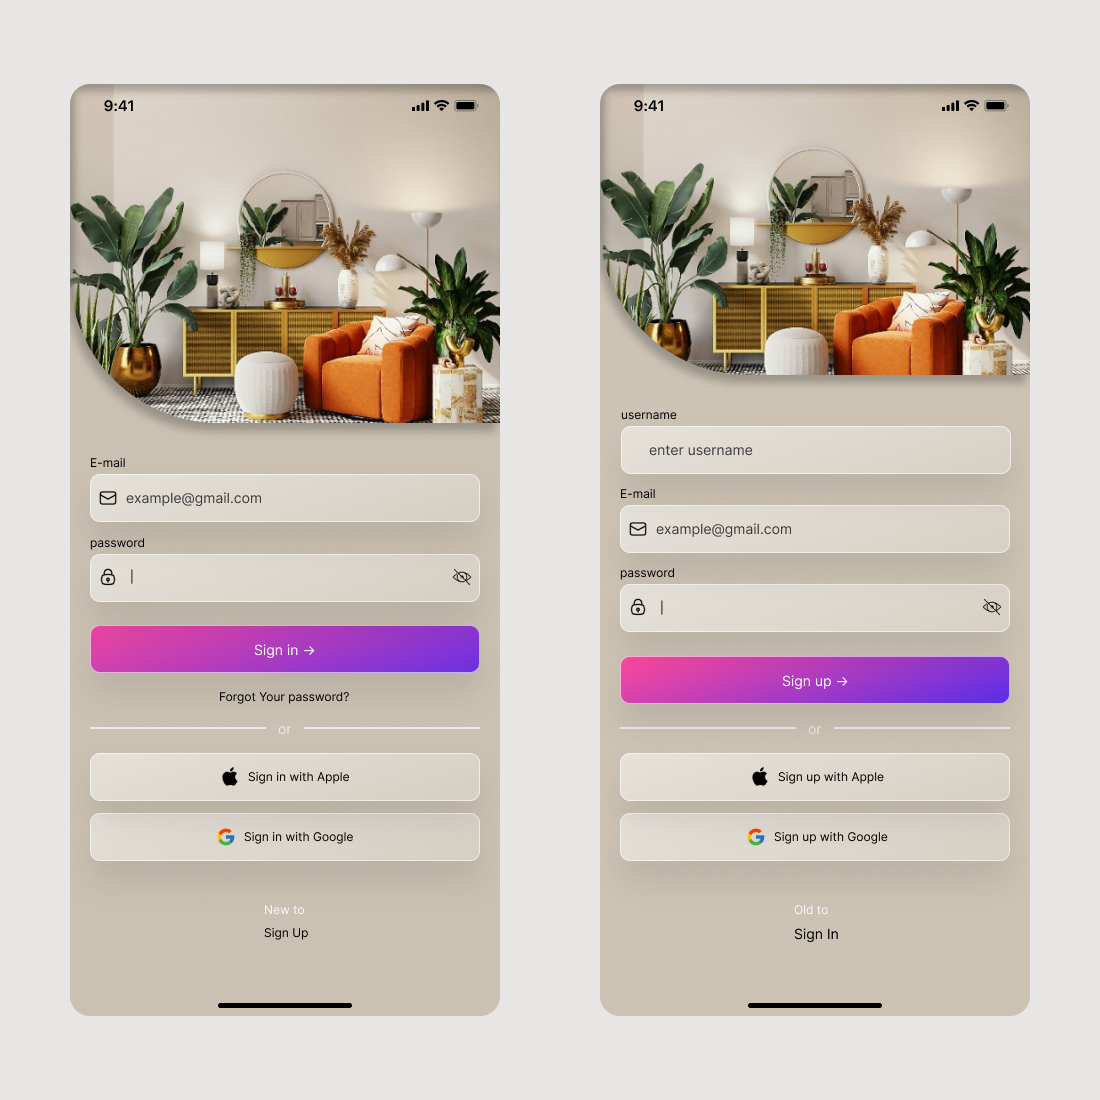 9:41
E-mail
example@gmail.com
password
Sign in →
Forgot Your password?
or
Sign in with Apple
Sign in with Google
New to
Sign Up
9:41
username
enter username
E-mail
example@gmail.com
password
Sign up →
or
Sign up with Apple
Sign up with Google
Old to
Sign In